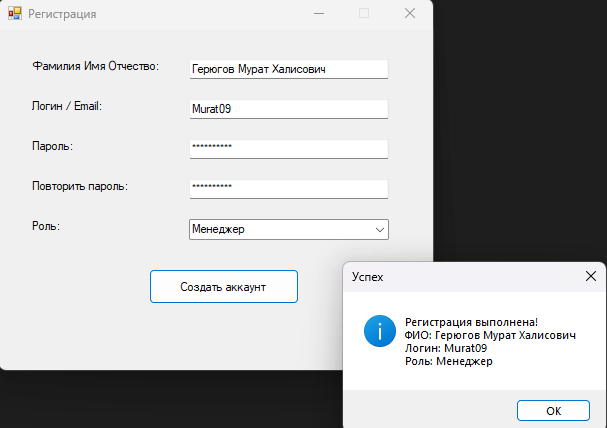 Регистрация
Фамилия Имя Отчество: Герюгов Мурат Халисович
Логин / Email: Murat09
Пароль: **********
Повторить пароль: **********
Роль: Менеджер
Создать аккаунт
Успех
Регистрация выполнена!
ФИО: Герюгов Мурат Халисович
Логин: Murat09
Роль: Менеджер
OK